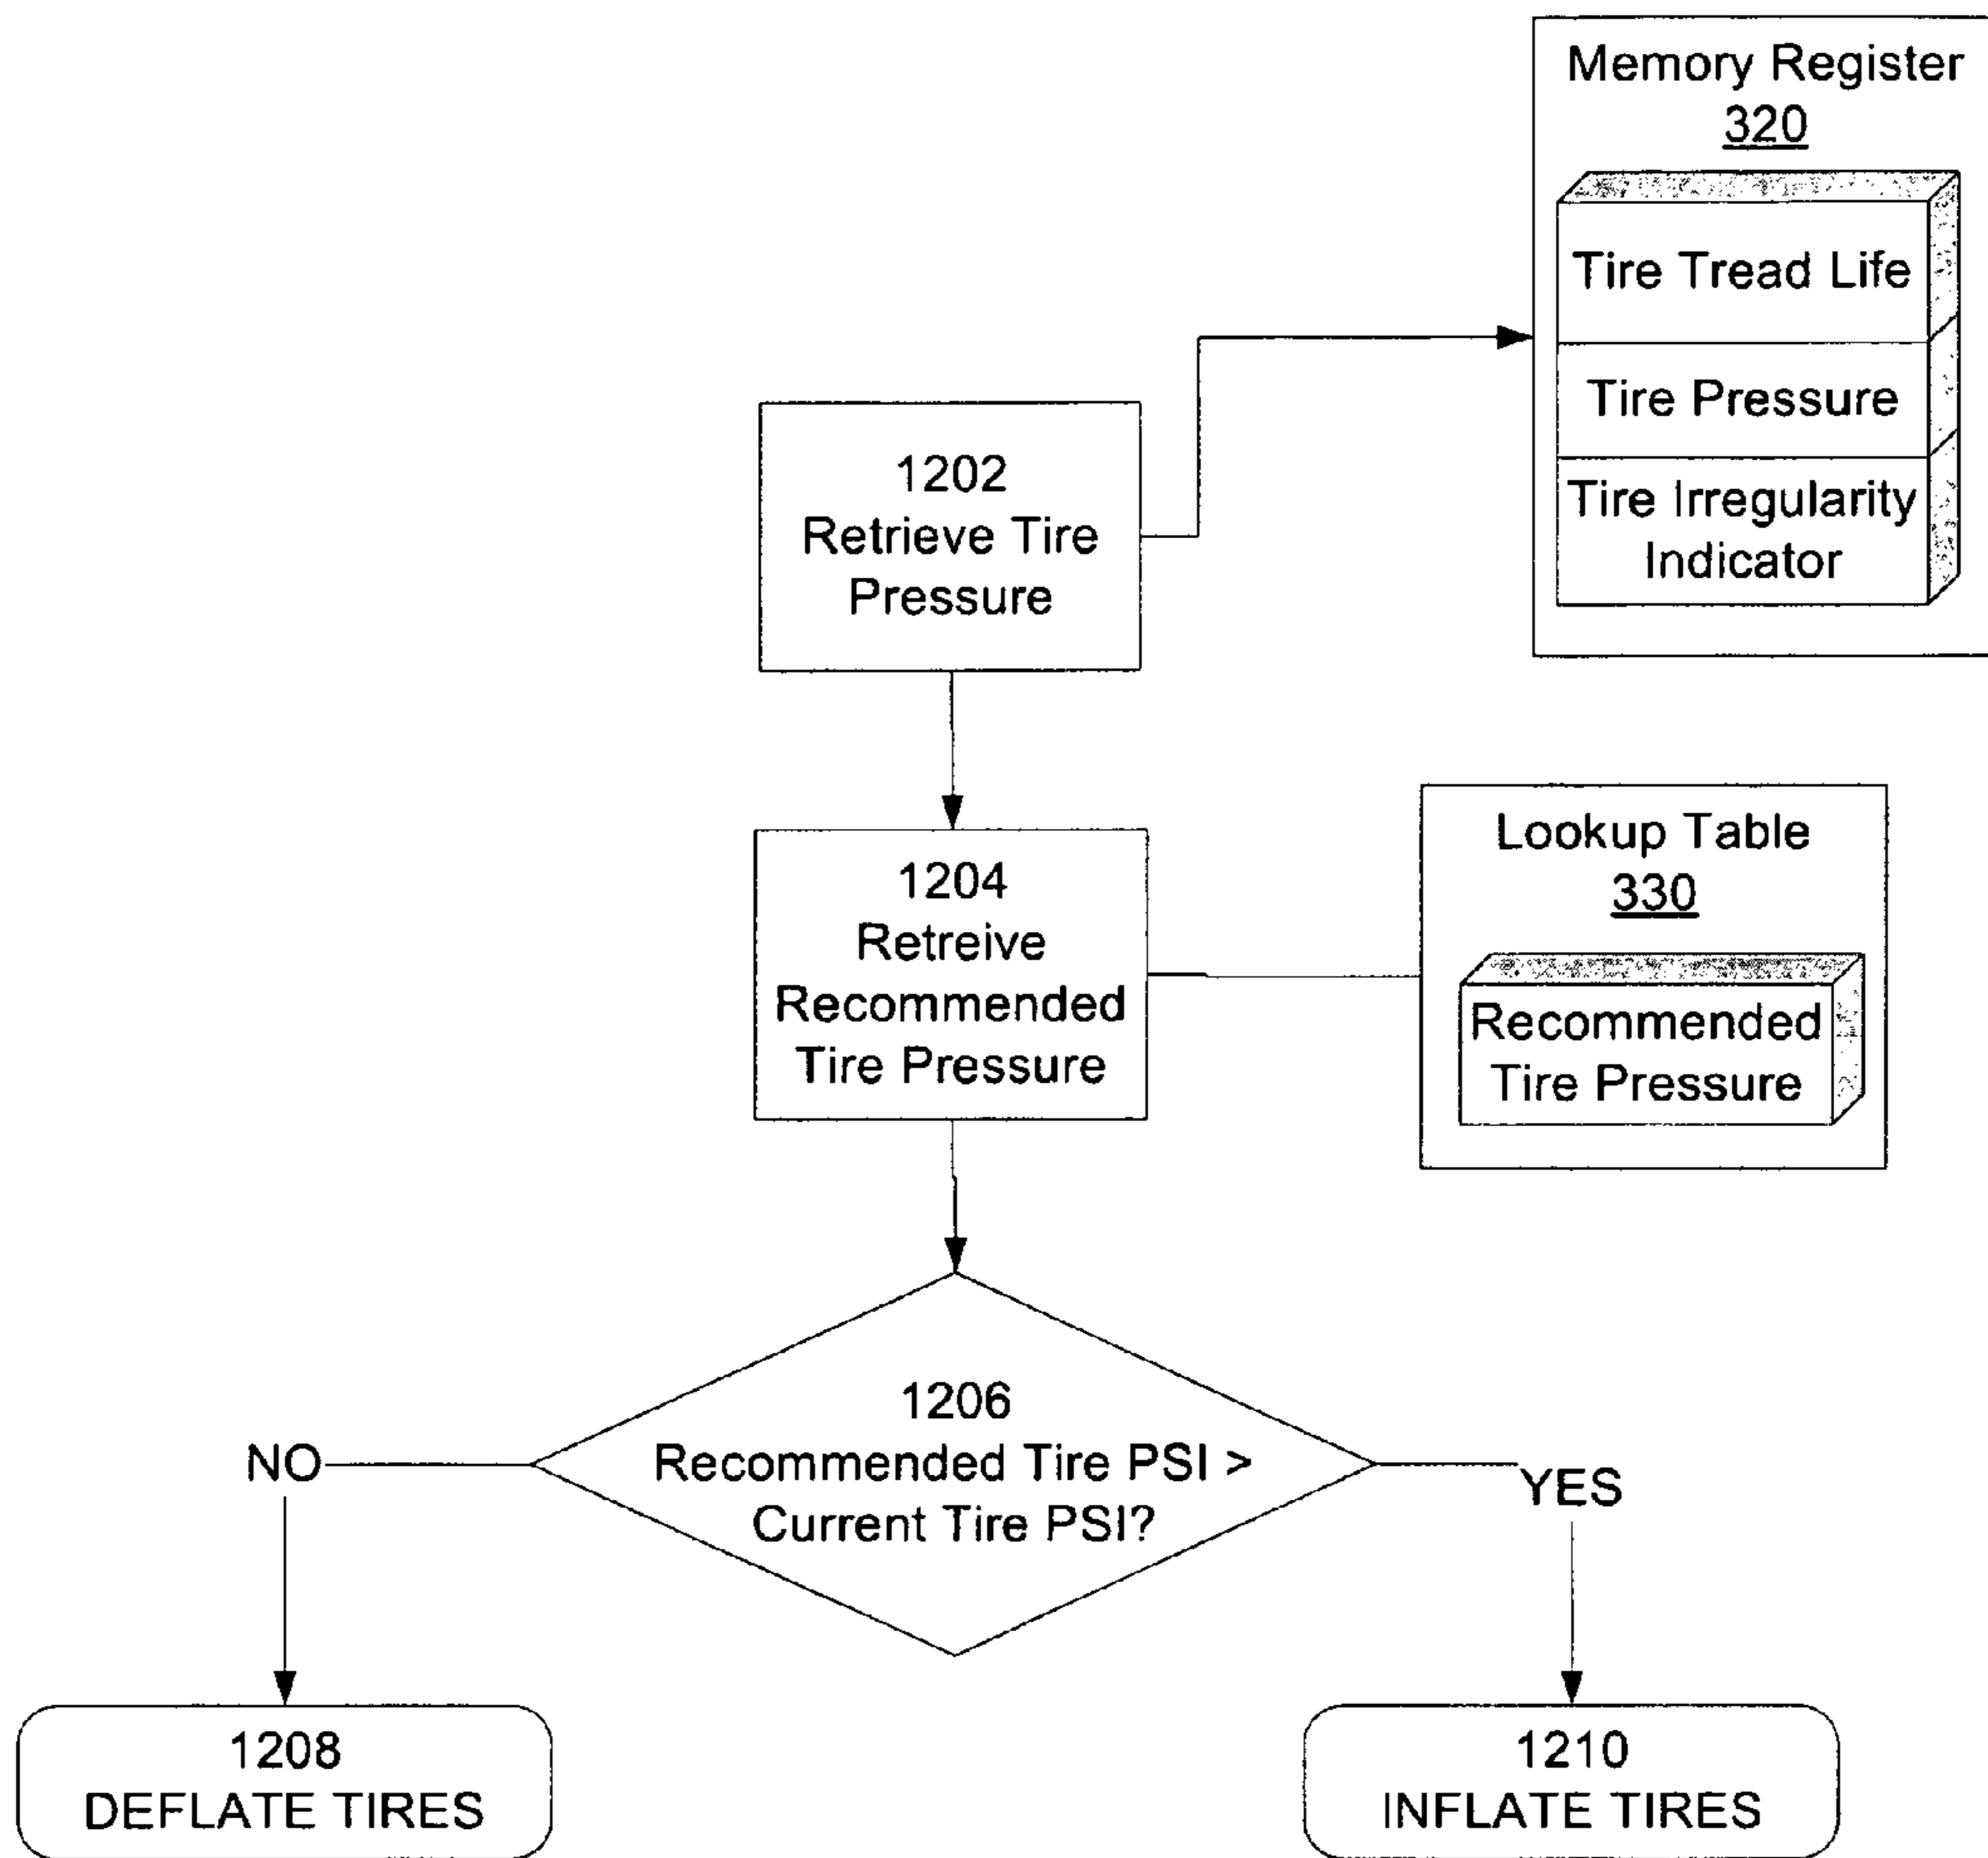 Memory Register
320
Tire Tread Life
Tire Pressure
Tire Irregularity
Indicator
1202
Retrieve Tire
Pressure
1204
Retreive
Recommended
Tire Pressure
Lookup Table
330
Recommended
Tire Pressure
1206
Recommended Tire PSI >
Current Tire PSI?
NO
YES
1208
DEFLATE TIRES
1210
INFLATE TIRES